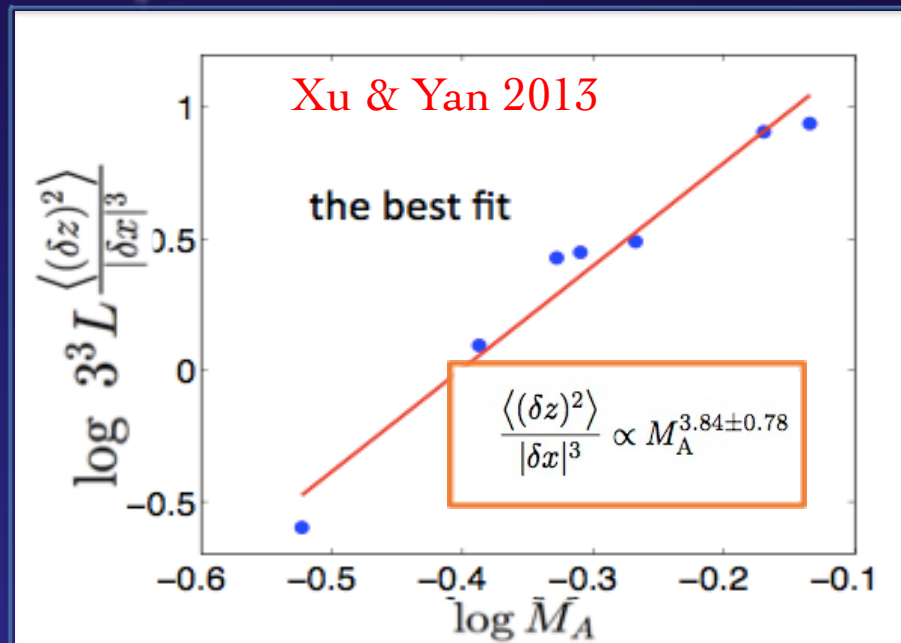 Xu & Yan 2013
the best fit
log 3³L ⟨(δz)²⟩ / |δx|³
1
0.5
0
−0.5
⟨(δz)²⟩ / |δx|³ ∝ M_A^{3.84±0.78}
−0.6 −0.5 −0.4 −0.3 −0.2 −0.1
log M_A